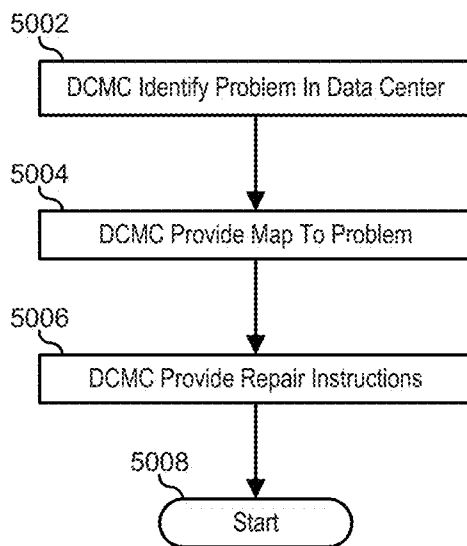 5002
DCMC Identify Problem In Data Center
5004
DCMC Provide Map To Problem
5006
DCMC Provide Repair Instructions
5008
Start